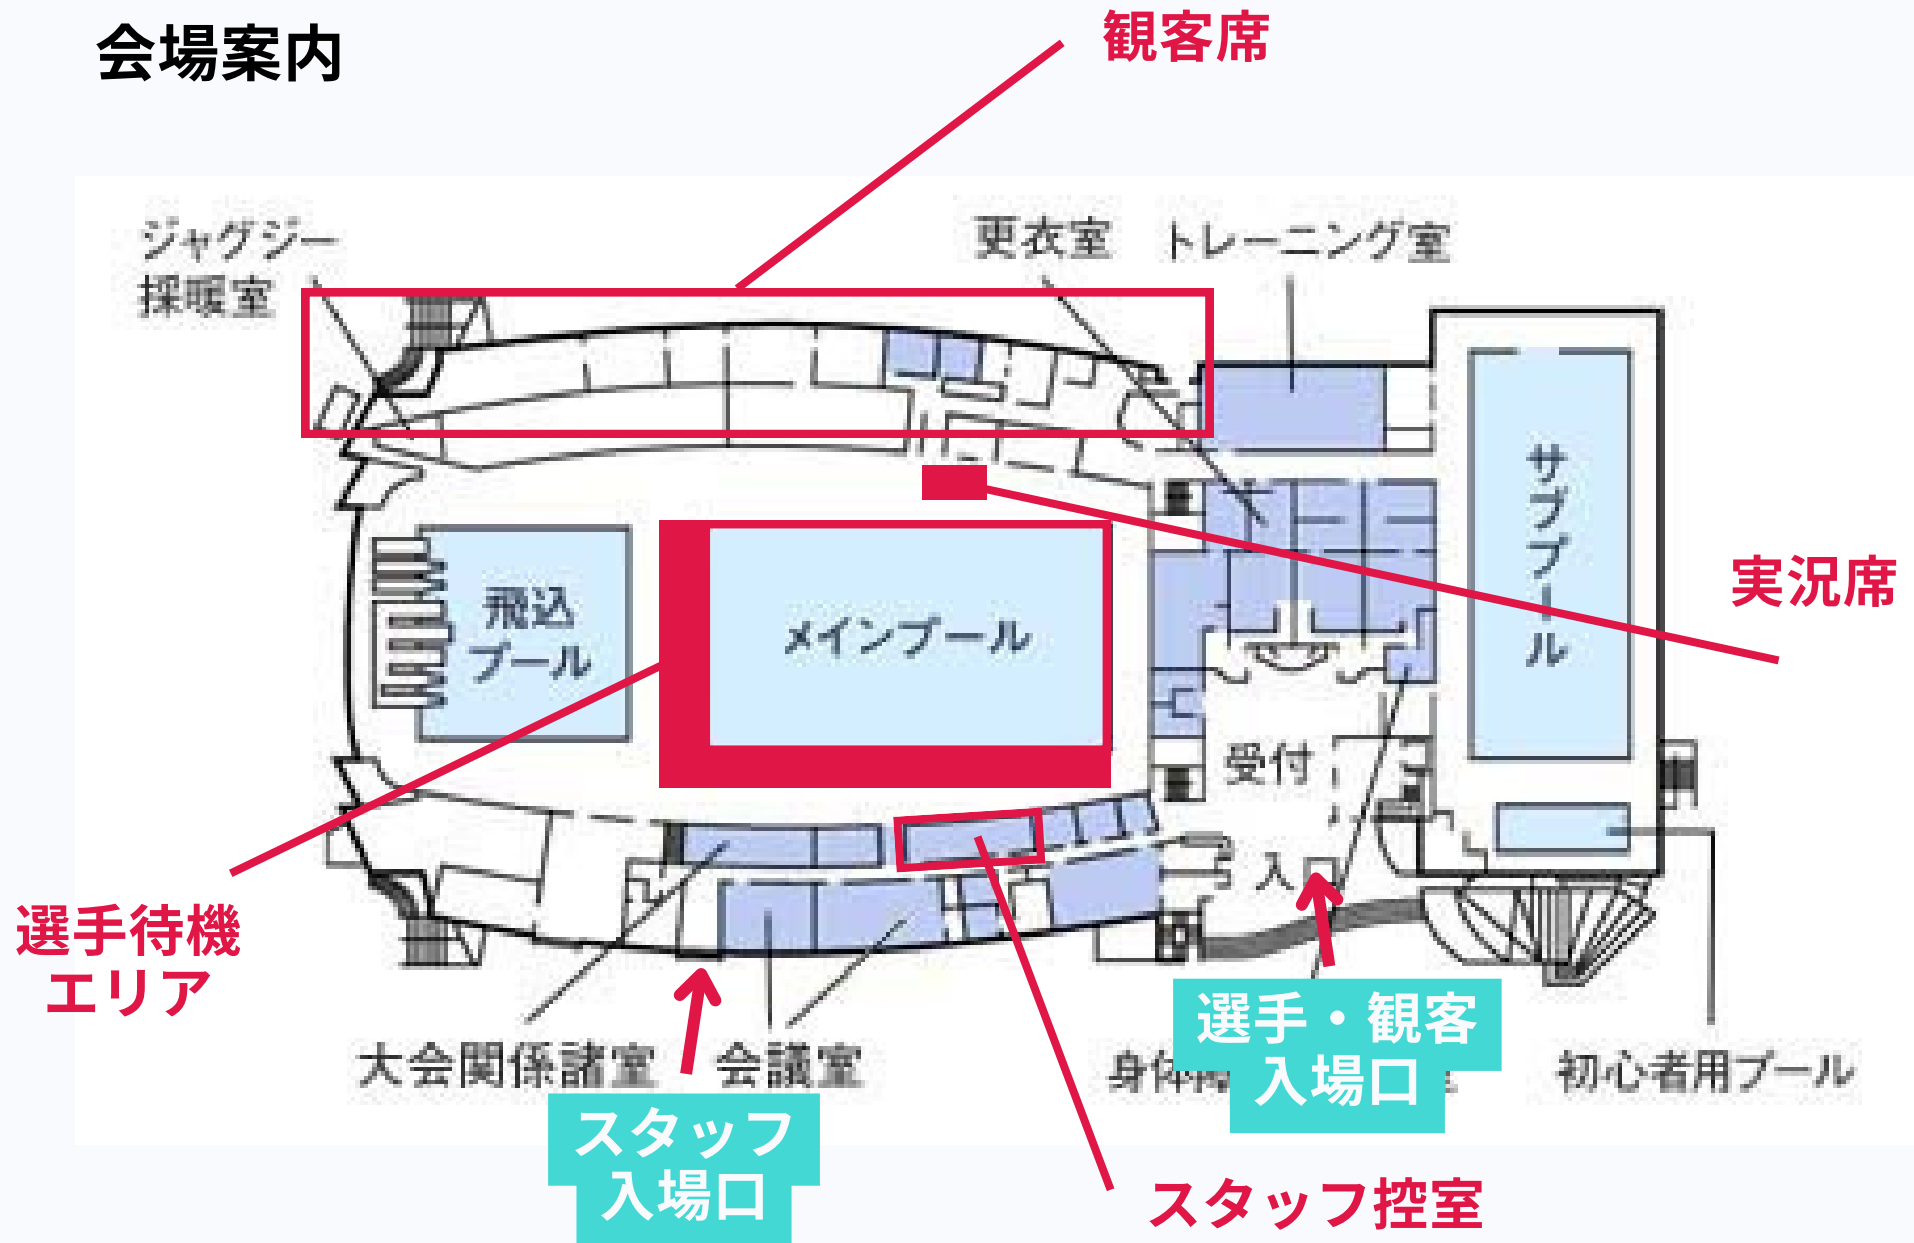 会場案内
観客席
ジャグジー
採暖室
更衣室
トレーニング室
サブプール
実況席
飛込
プール
メインプール
受付
入
選手待機
エリア
大会関係諸室
会議室
選手・観客
入場口
初心者用プール
スタッフ
入場口
スタッフ控室